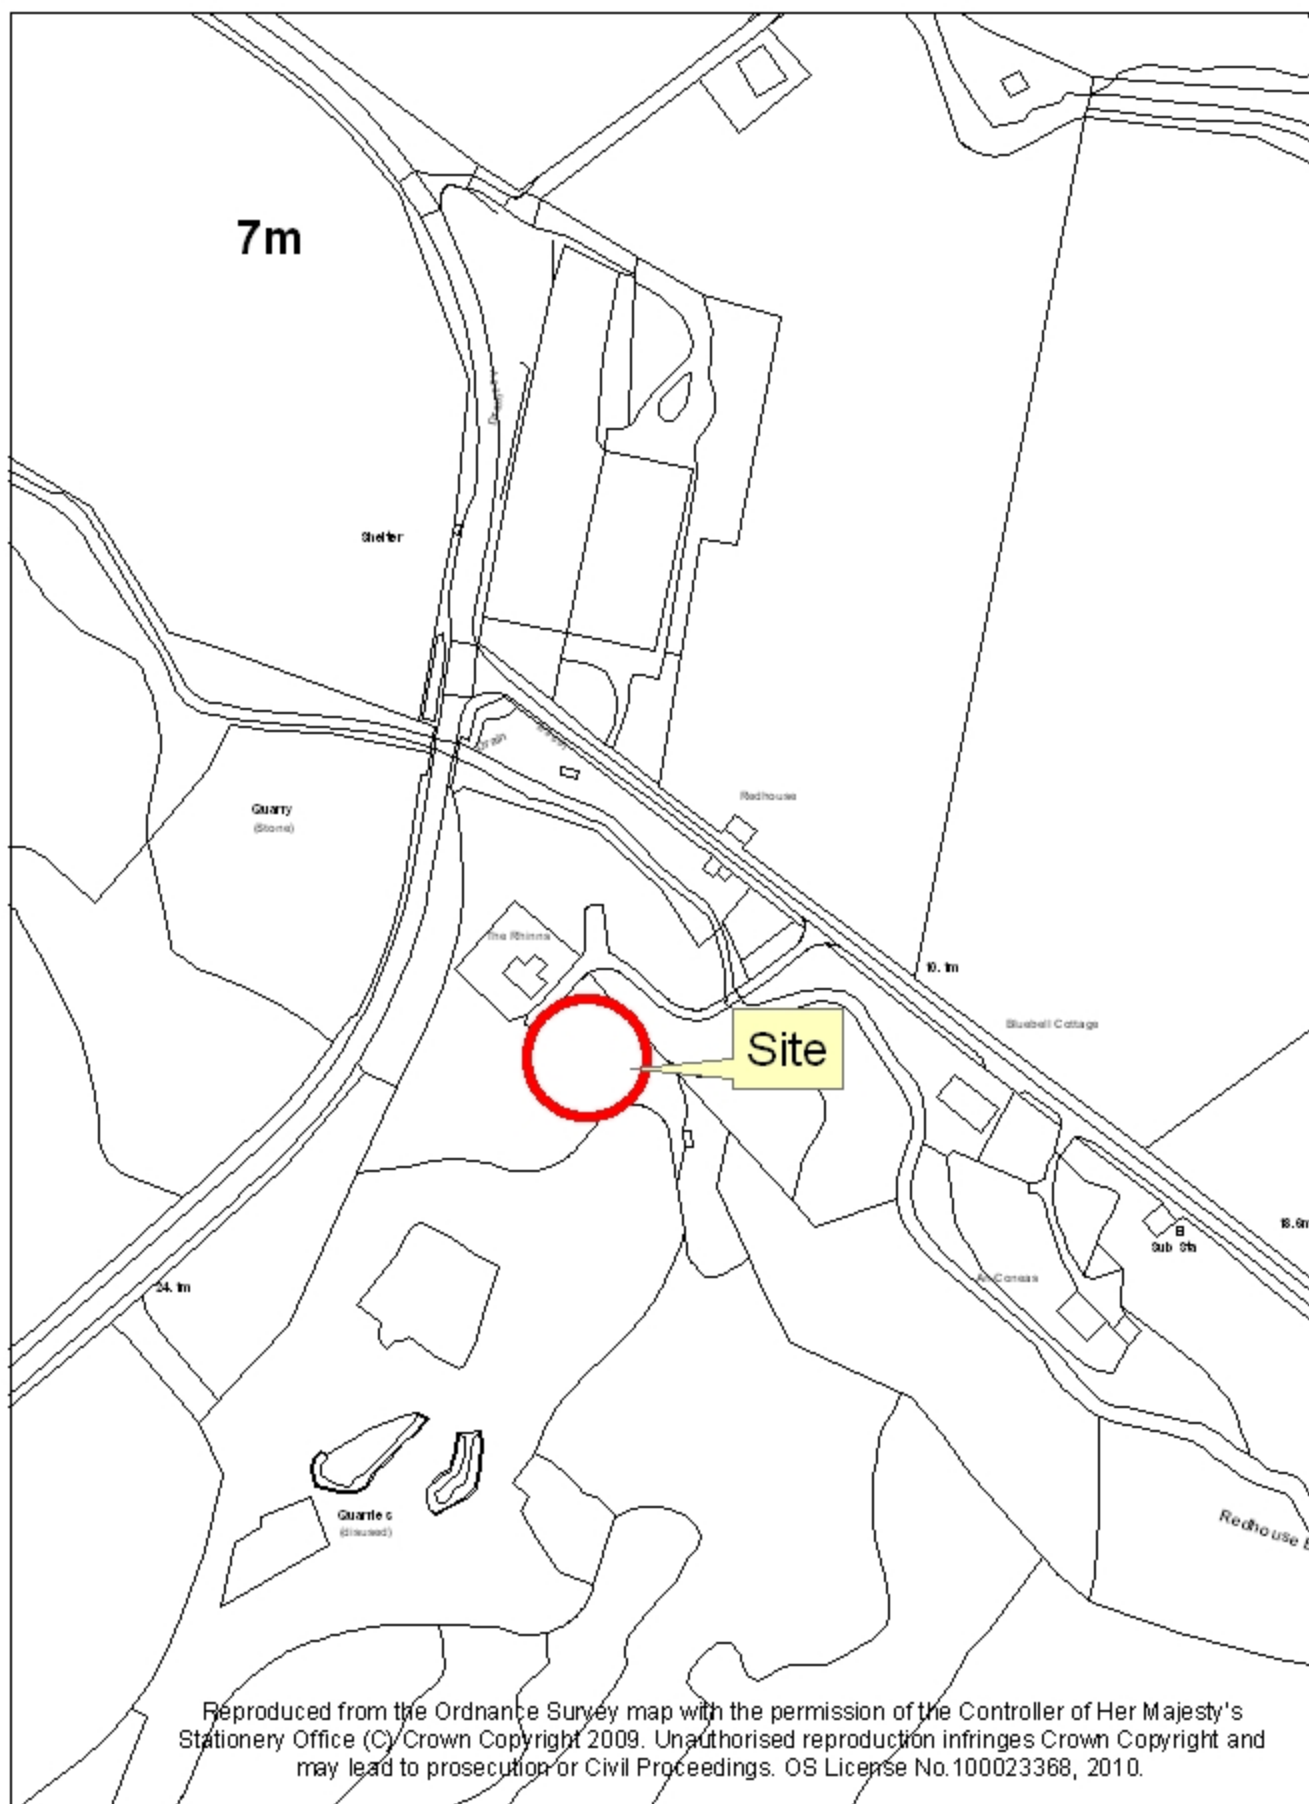 7m
Shelter
Drain
Quarry
(Stone)
Redhouse
The Rhinns
10.1m
Bluebell Cottage
Site
18.6m
Sub Sta
24.1m
Quarries
(disused)
Redhouse
Reproduced from the Ordnance Survey map with the permission of the Controller of Her Majesty's
Stationery Office (C) Crown Copyright 2009. Unauthorised reproduction infringes Crown Copyright and
may lead to prosecution or Civil Proceedings. OS License No.100023368, 2010.